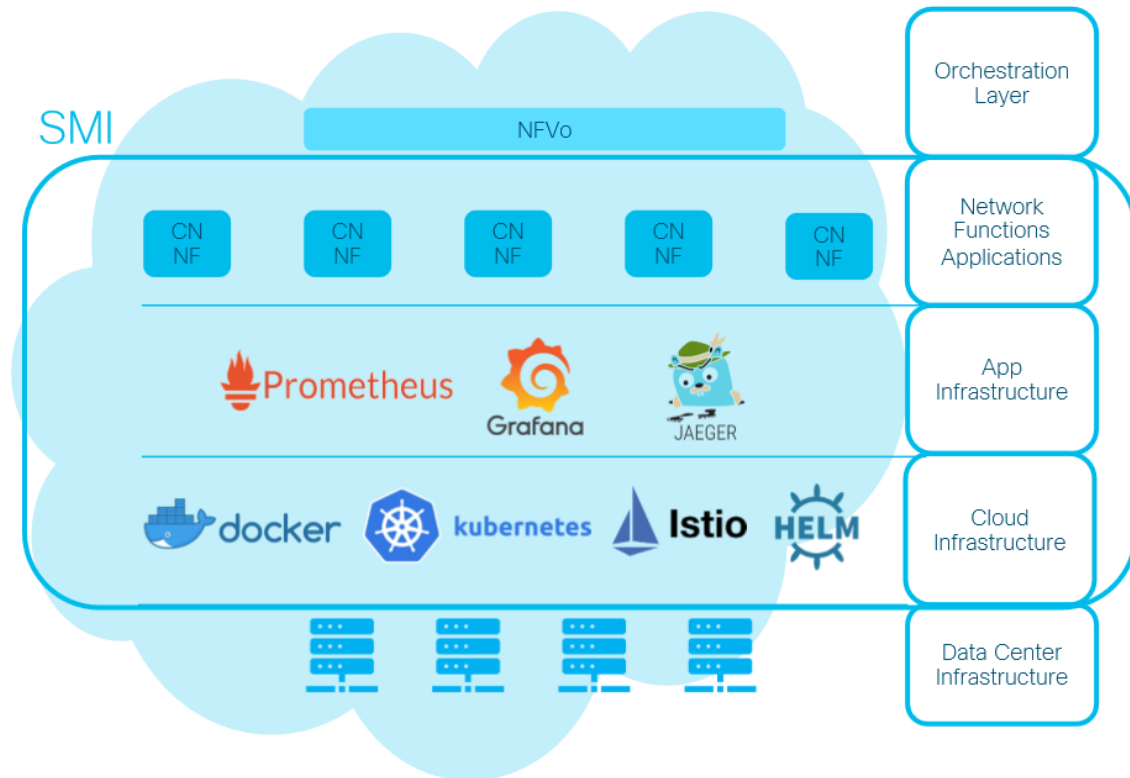 Orchestration
Layer
SMI
NFVo
CN
NF
CN
NF
CN
NF
CN
NF
CN
NF
Network
Functions
Applications
Prometheus
Grafana
JAEGER
App
Infrastructure
docker
kubernetes
Istio
HELM
Cloud
Infrastructure
Data Center
Infrastructure